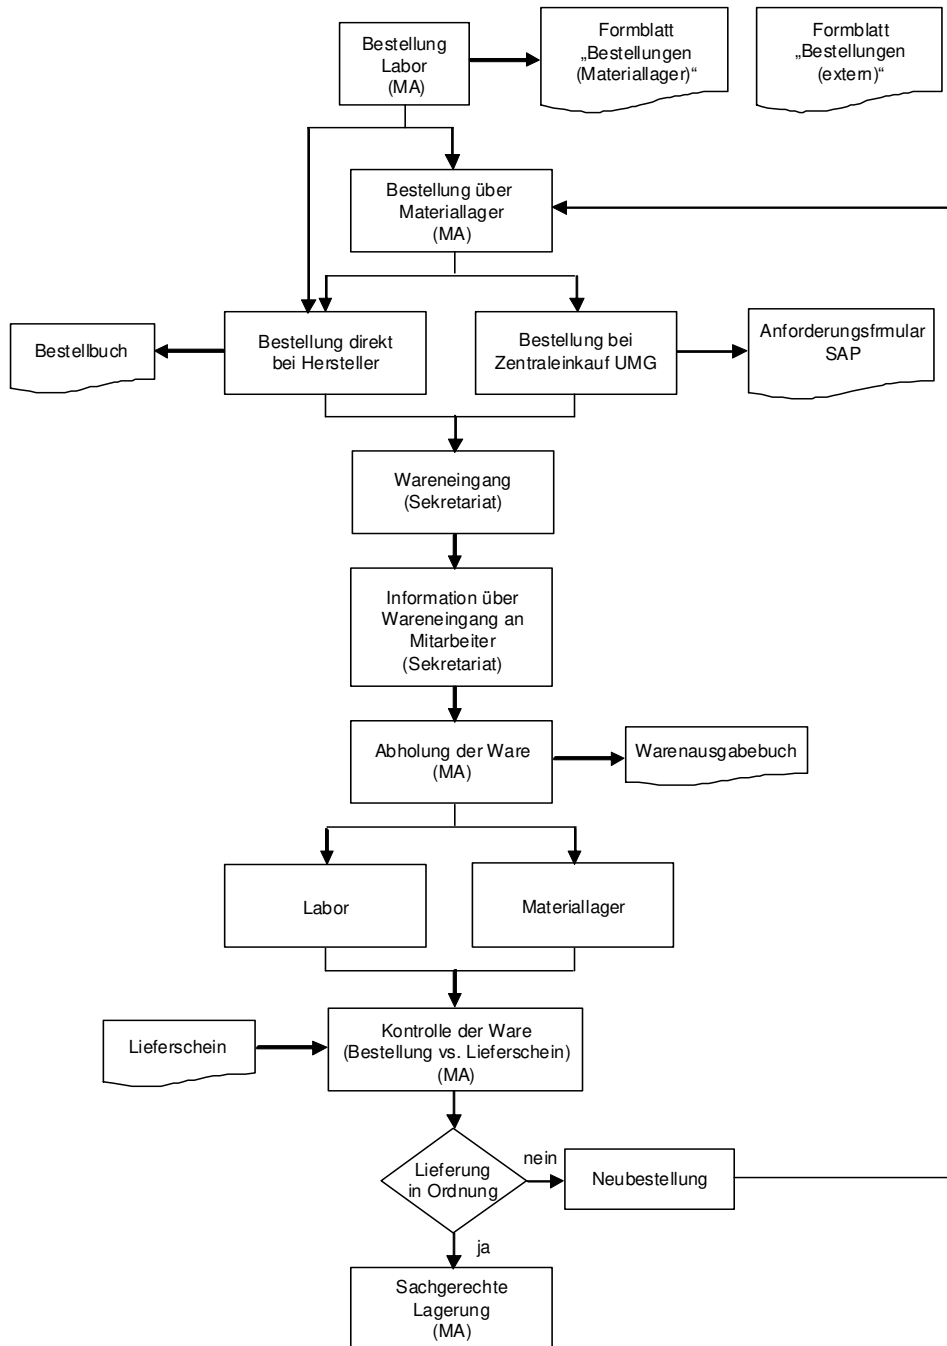 Bestellung
Labor
(MA)
Formblatt
„Bestellungen
(Materiallager)“
Formblatt
„Bestellungen
(extern)“
Bestellung über
Materiallager
(MA)
Bestellbuch
Bestellung direkt
bei Hersteller
Bestellung bei
Zentraleinkauf UMG
Anforderungsfrmular
SAP
Wareneingang
(Sekretariat)
Information über
Wareneingang an
Mitarbeiter
(Sekretariat)
Abholung der Ware
(MA)
Warenausgabebuch
Labor
Materiallager
Lieferschein
Kontrolle der Ware
(Bestellung vs. Lieferschein)
(MA)
Lieferung
in Ordnung
nein
Neubestellung
ja
Sachgerechte
Lagerung
(MA)